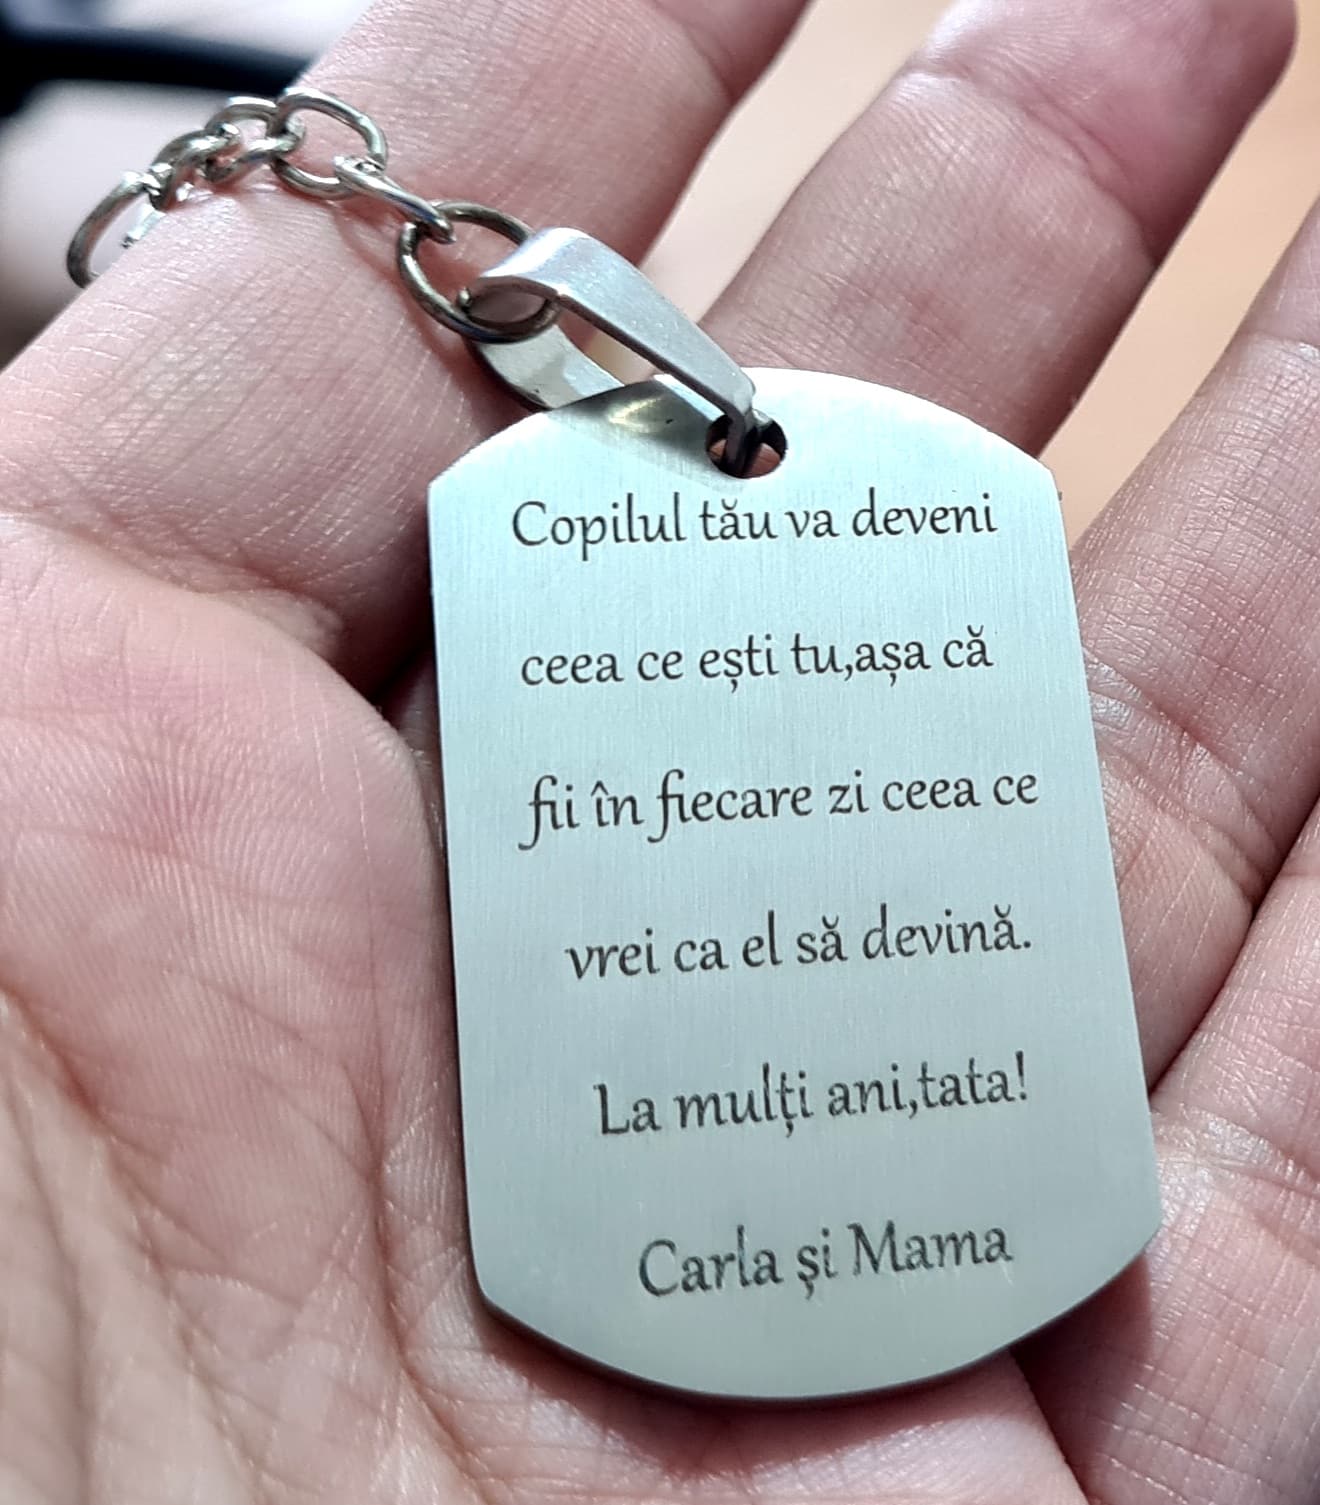 Copilul tău va deveni
ceea ce ești tu,așa că
fii în fiecare zi ceea ce
vrei ca el să devină.
La mulți ani,tata!
Carla și Mama